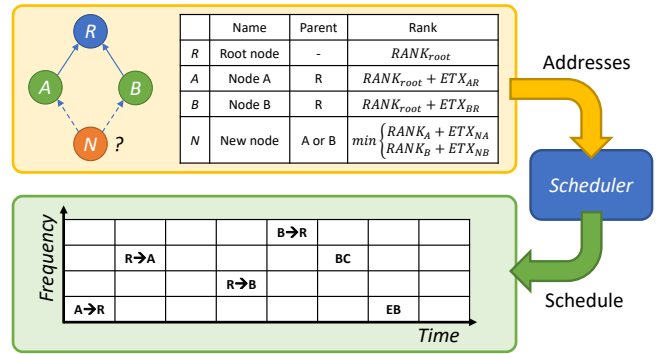 R
A
B
N
?
Name Parent Rank
R Root node - RANK_root
A Node A R RANK_root + ETX_AR
B Node B R RANK_root + ETX_BR
N New node A or B min{RANK_A + ETX_NA
RANK_B + ETX_NB
Addresses
Scheduler
Schedule
Frequency
B→R
R→A BC
R→B
A→R EB
Time